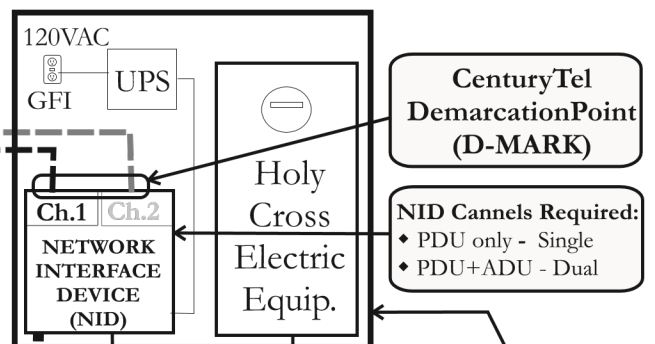 120VAC
GFI
UPS
CenturyTel
DemarcationPoint
(D-MARK)
Holy
Cross
Electric
Equip.
Ch.1
Ch.2
NETWORK
INTERFACE
DEVICE
(NID)
NID Cannels Required:
◆ PDU only - Single
◆ PDU+ADU - Dual